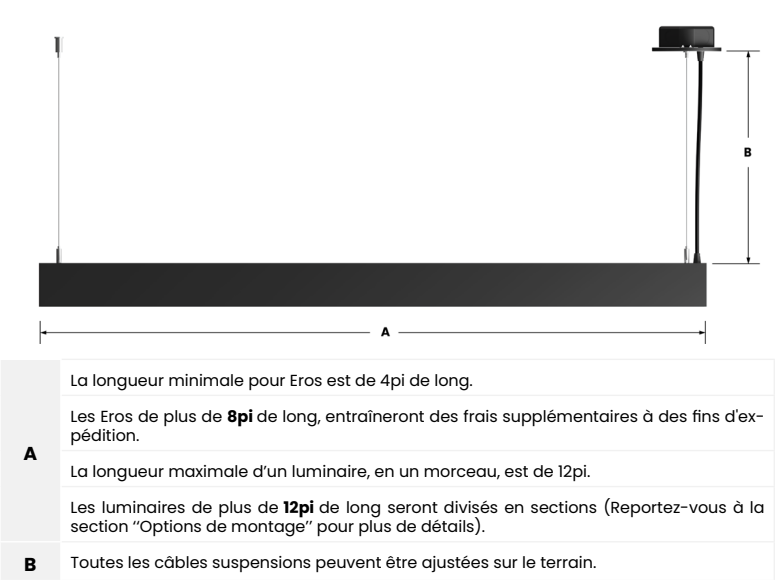 B
A
A
La longueur minimale pour Eros est de 4pi de long.
Les Eros de plus de 8pi de long, entraîneront des frais supplémentaires à des fins d'ex-
pédition.
La longueur maximale d'un luminaire, en un morceau, est de 12pi.
Les luminaires de plus de 12pi de long seront divisés en sections (Reportez-vous à la
section ‘‘Options de montage’’ pour plus de détails).
B
Toutes les câbles suspensions peuvent être ajustées sur le terrain.